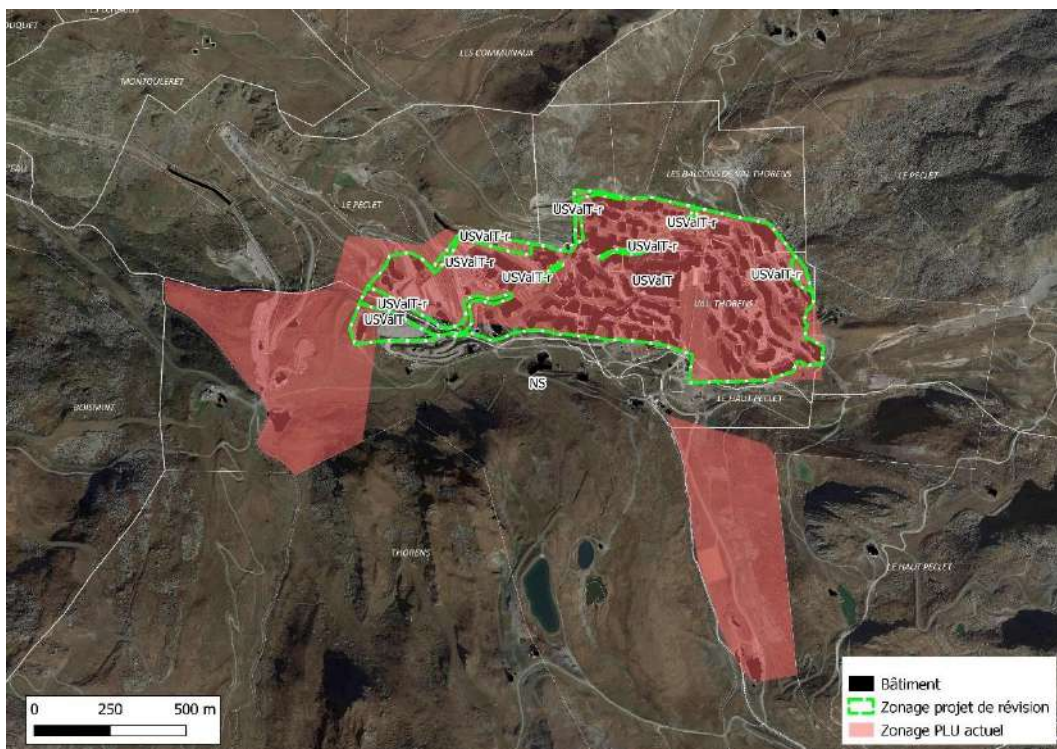 LES COMMUNAUX
MONTOULERET
LES BALCONS DE VAL THORENS
LE PECLET
LE PECLET
USValT-r
USValT-r
USValT-r
USValT-r
USValT-r
USValT-r
USValT
USValT-r
USValT-r
VAL THORENS
USValT
NS
LE HAUT PECLET
BOISMINT
THORENS
LE HAUT PECLET
0 250 500 m
Bâtiment
Zonage projet de révision
Zonage PLU actuel